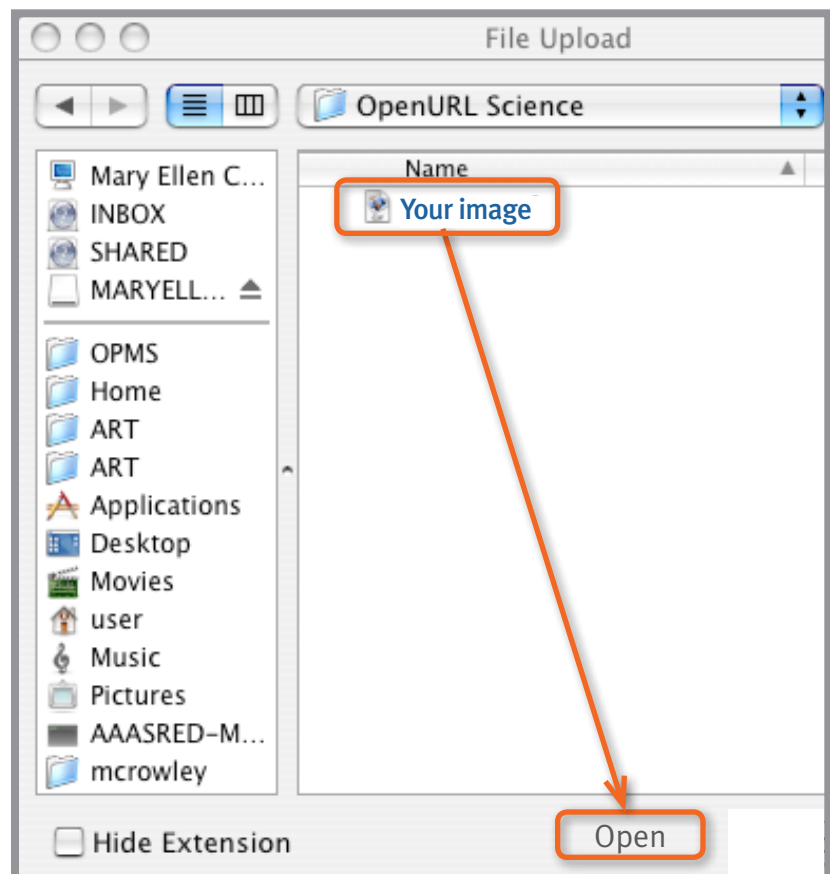 File Upload
OpenURL Science
Mary Ellen C...
INBOX
SHARED
MARYELL...
OPMS
Home
ART
ART
Applications
Desktop
Movies
user
Music
Pictures
AAASRED-M...
mcrowley
Name
Your image
Hide Extension
Open